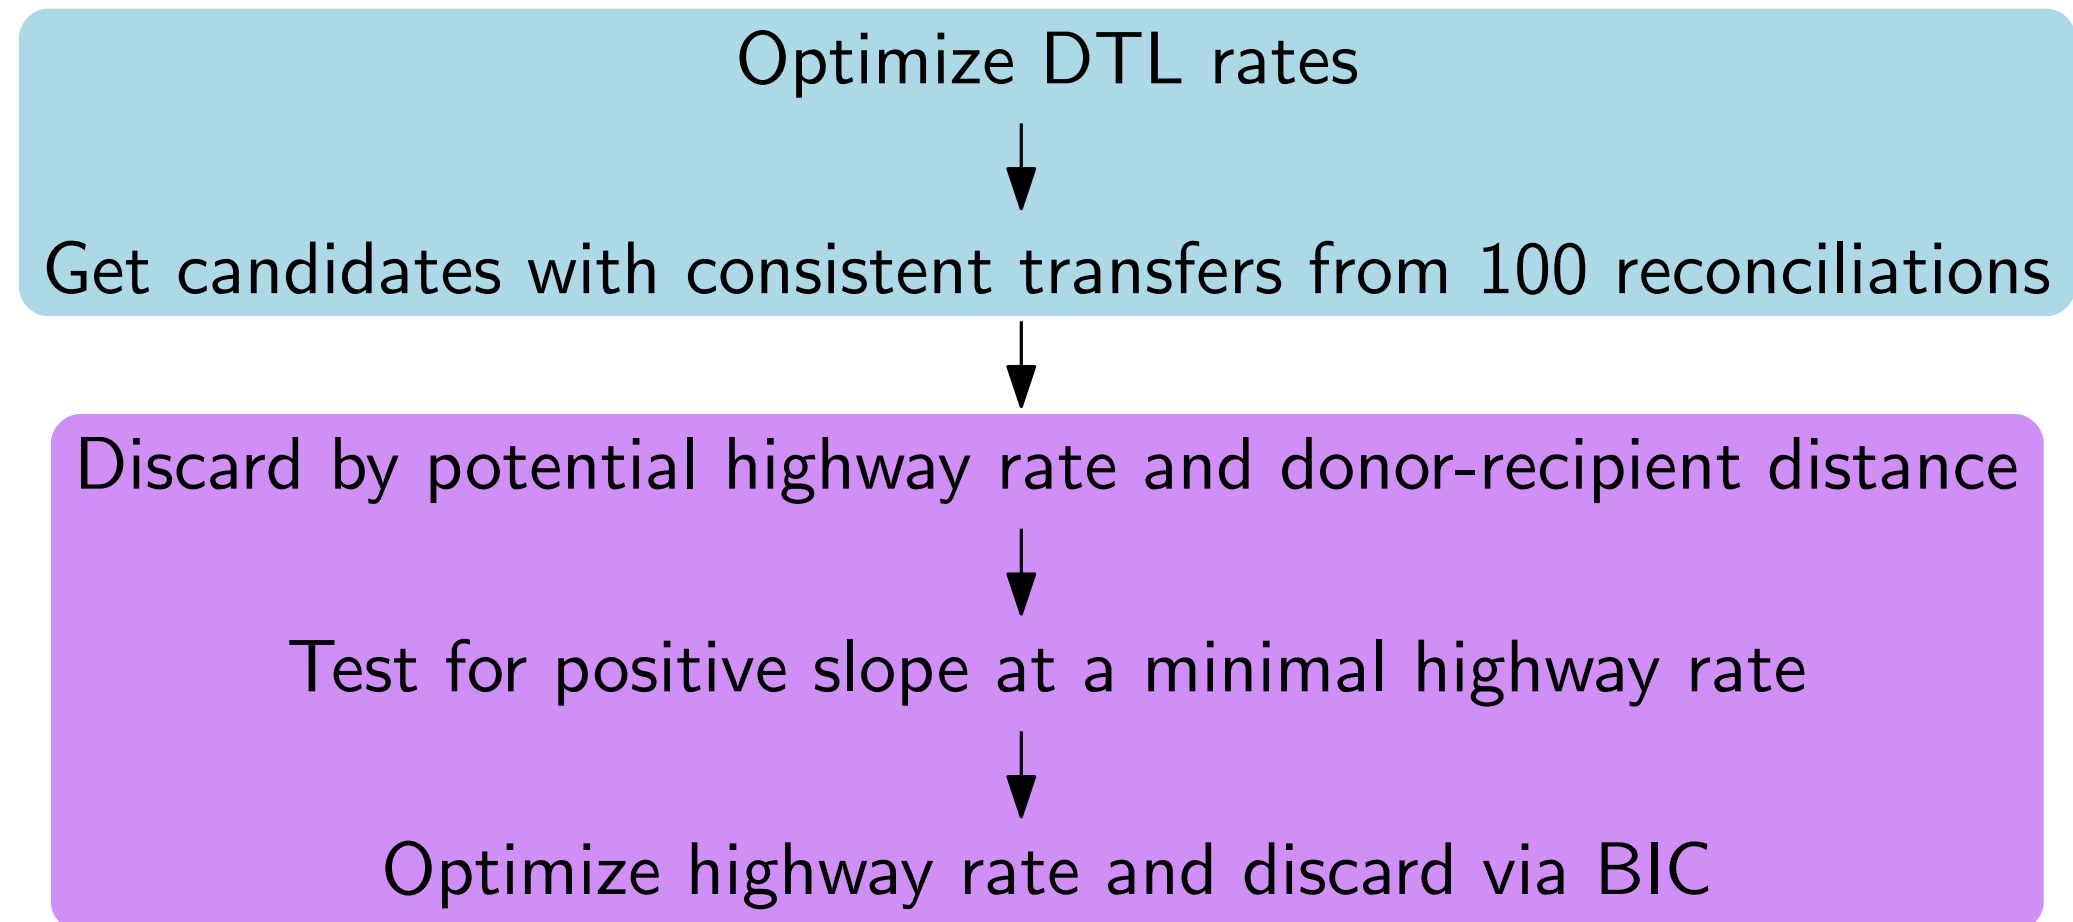 Optimize DTL rates
Get candidates with consistent transfers from 100 reconciliations
Discard by potential highway rate and donor-recipient distance
Test for positive slope at a minimal highway rate
Optimize highway rate and discard via BIC